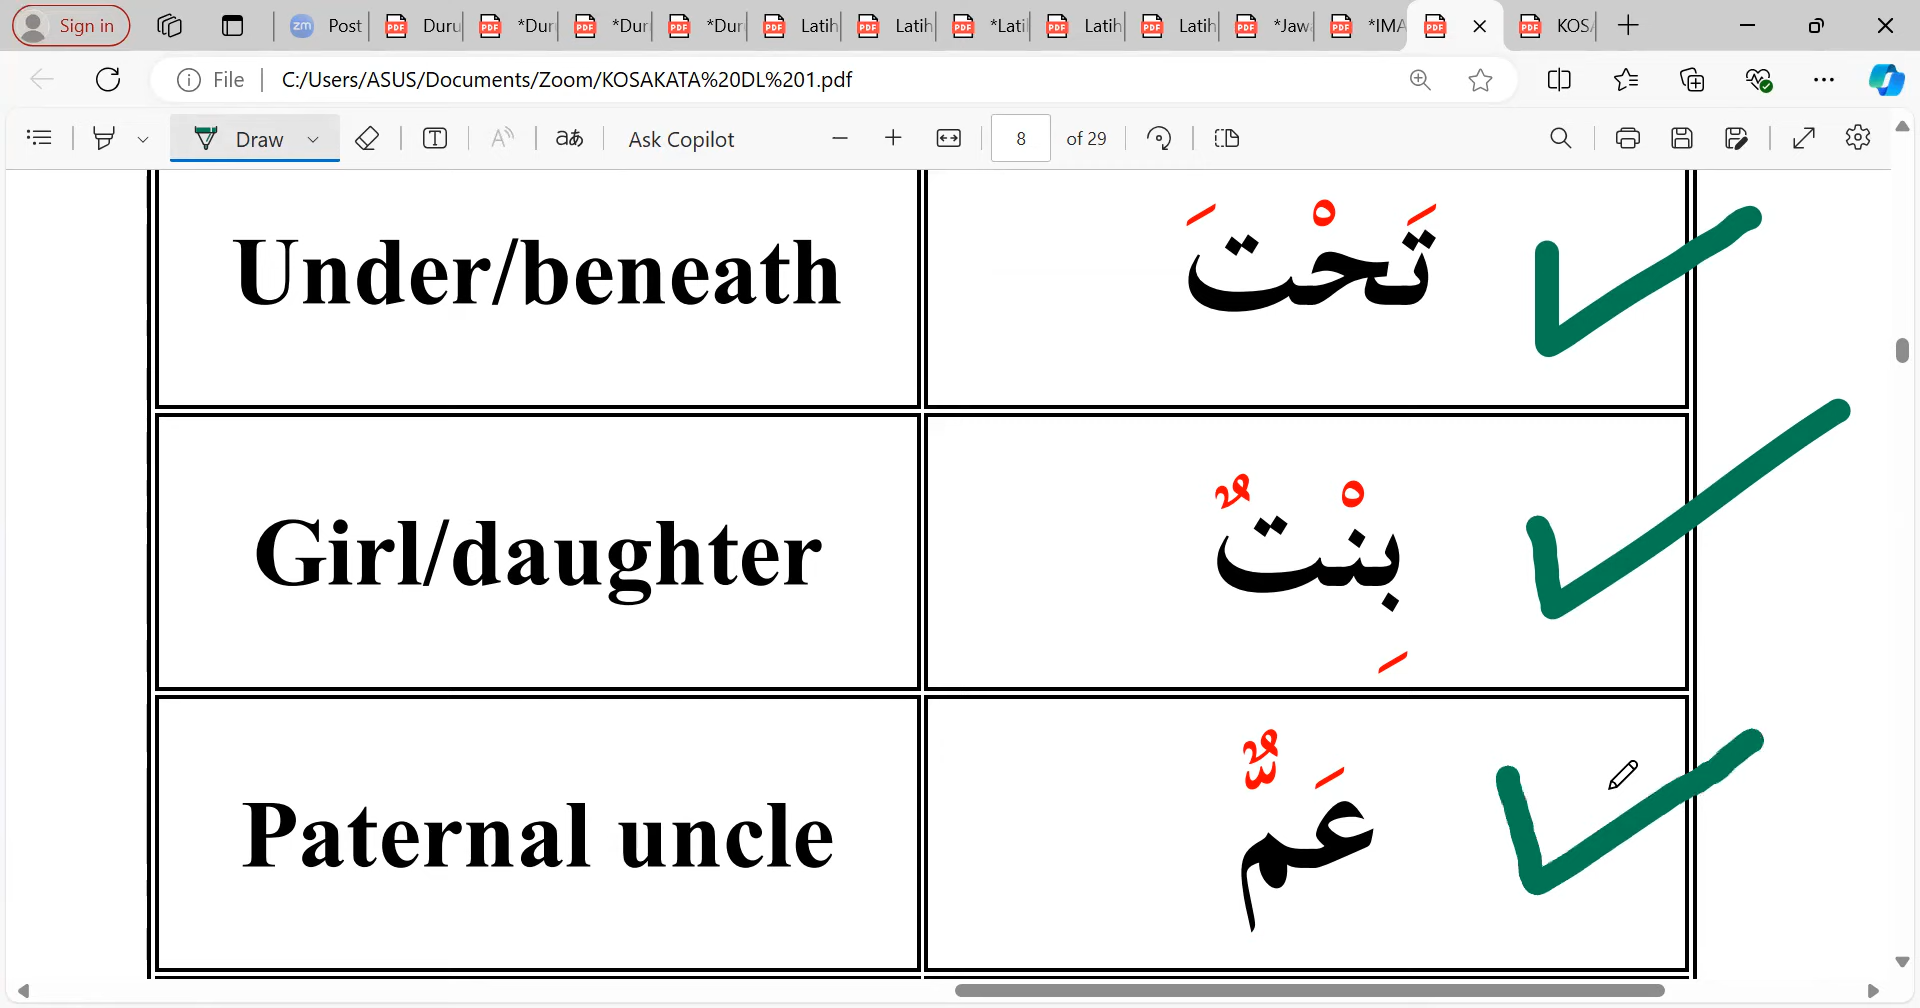 Sign in
Post
Duru
*Dur
*Dur
*Dur
Latih
Latih
*Lati
Latih
Latih
*Jaw
*IMA
KOSA
File
C:/Users/ASUS/Documents/Zoom/KOSAKATA%20DL%201.pdf
Draw
Ask Copilot
8 of 29
Under/beneath
تَحْتَ
Girl/daughter
بِنْتٌ
Paternal uncle
عَمٌّ